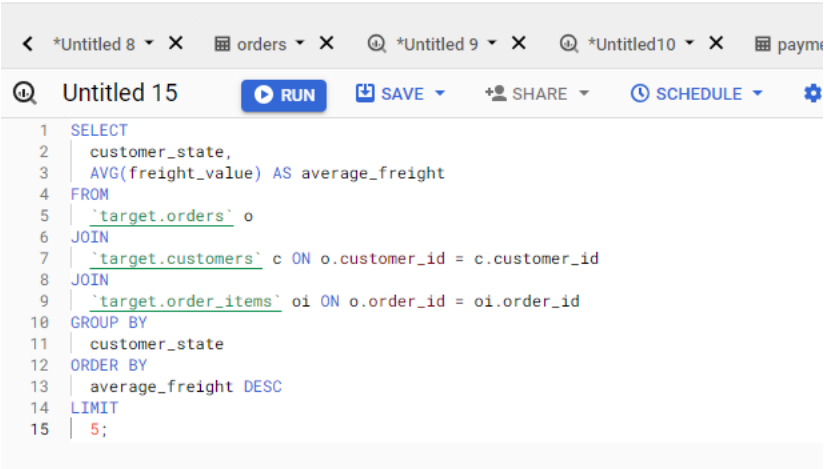 *Untitled 8 orders *Untitled 9 *Untitled10 payme
Untitled 15 RUN SAVE SHARE SCHEDULE
1 SELECT
2 customer_state,
3 AVG(freight_value) AS average_freight
4 FROM
5 `target.orders` o
6 JOIN
7 `target.customers` c ON o.customer_id = c.customer_id
8 JOIN
9 `target.order_items` oi ON o.order_id = oi.order_id
10 GROUP BY
11 customer_state
12 ORDER BY
13 average_freight DESC
14 LIMIT
15 5;